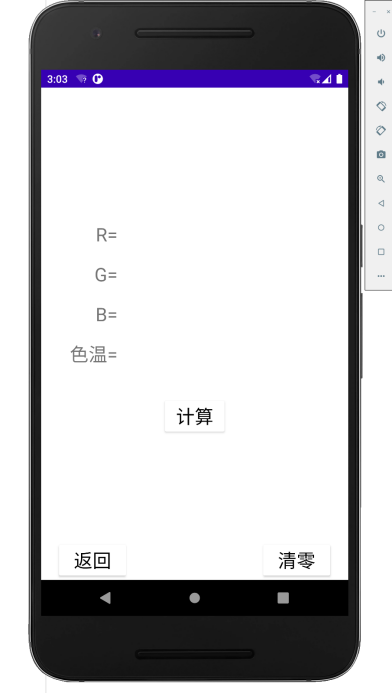 3:03
R=
G=
B=
色温=
计算
返回
清零